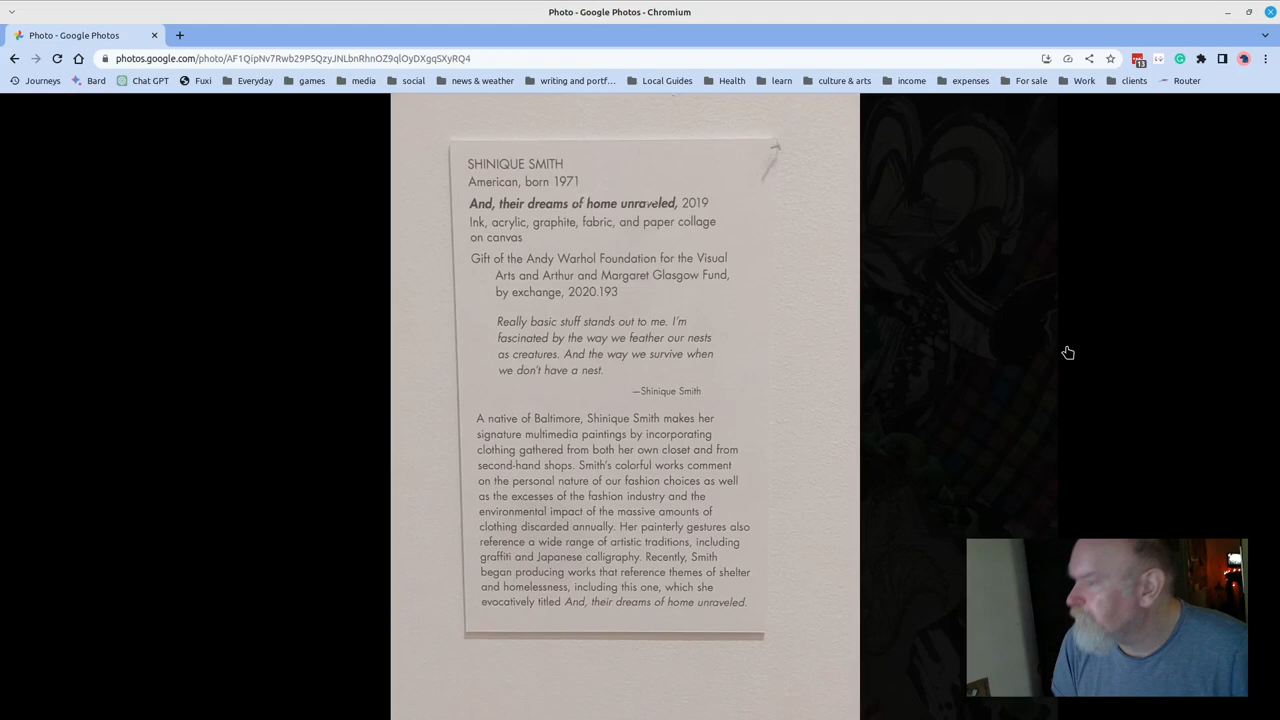 Photo - Google Photos - Chromium
Photo - Google Photos
photos.google.com/photo/AF1QipNv7Rwb29PSQzyJNLbnRhnOZ9qlOyDXgqSXyRQ4
13
Journeys Bard Chat GPT Fuxi Everyday games media social news & weather writing and portf... Local Guides Health learn culture & arts income expenses For sale Work clients Router
SHINIQUE SMITH
American, born 1971
And, their dreams of home unraveled, 2019
Ink, acrylic, graphite, fabric, and paper collage
on canvas
Gift of the Andy Warhol Foundation for the Visual
Arts and Arthur and Margaret Glasgow Fund,
by exchange, 2020.193
Really basic stuff stands out to me. I'm
fascinated by the way we feather our nests
as creatures. And the way we survive when
we don't have a nest.
—Shinique Smith
A native of Baltimore, Shinique Smith makes her
signature multimedia paintings by incorporating
clothing gathered from both her own closet and from
second-hand shops. Smith's colorful works comment
on the personal nature of our fashion choices as well
as the excesses of the fashion industry and the
environmental impact of the massive amounts of
clothing discarded annually. Her painterly gestures also
reference a wide range of artistic traditions, including
graffiti and Japanese calligraphy. Recently, Smith
began producing works that reference themes of shelter
and homelessness, including this one, which she
evocatively titled And, their dreams of home unraveled.